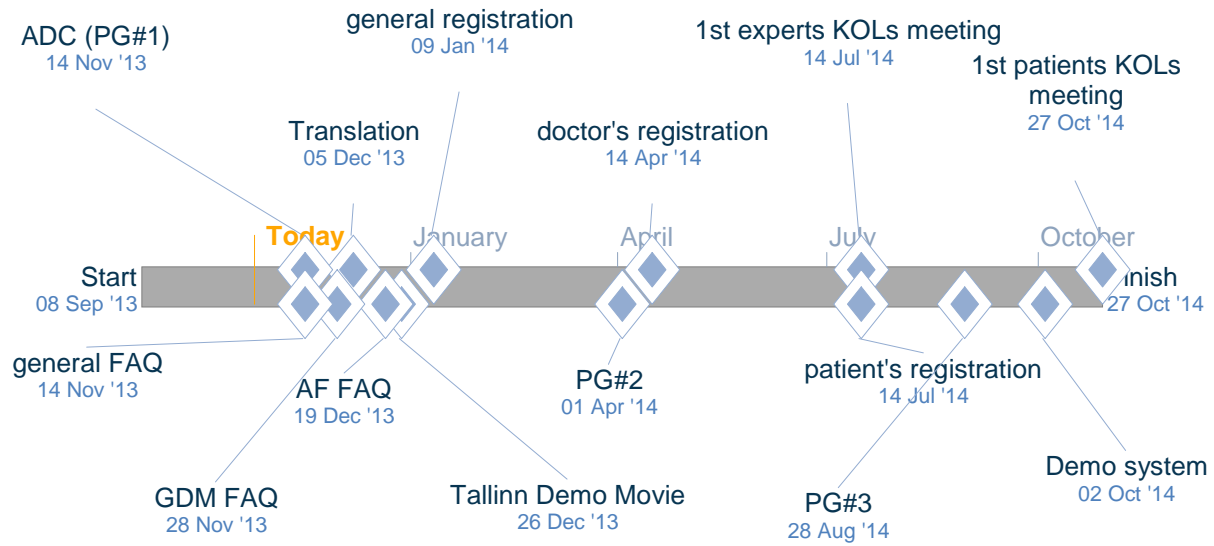 general registration
09 Jan '14
ADC (PG#1)
14 Nov '13
1st experts KOLs meeting
14 Jul '14
1st patients KOLs
meeting
27 Oct '14
Translation
05 Dec '13
doctor's registration
14 Apr '14
Today
January
April
July
October
Start
08 Sep '13
inish
27 Oct '14
general FAQ
14 Nov '13
AF FAQ
19 Dec '13
PG#2
01 Apr '14
patient's registration
14 Jul '14
GDM FAQ
28 Nov '13
Tallinn Demo Movie
26 Dec '13
PG#3
28 Aug '14
Demo system
02 Oct '14